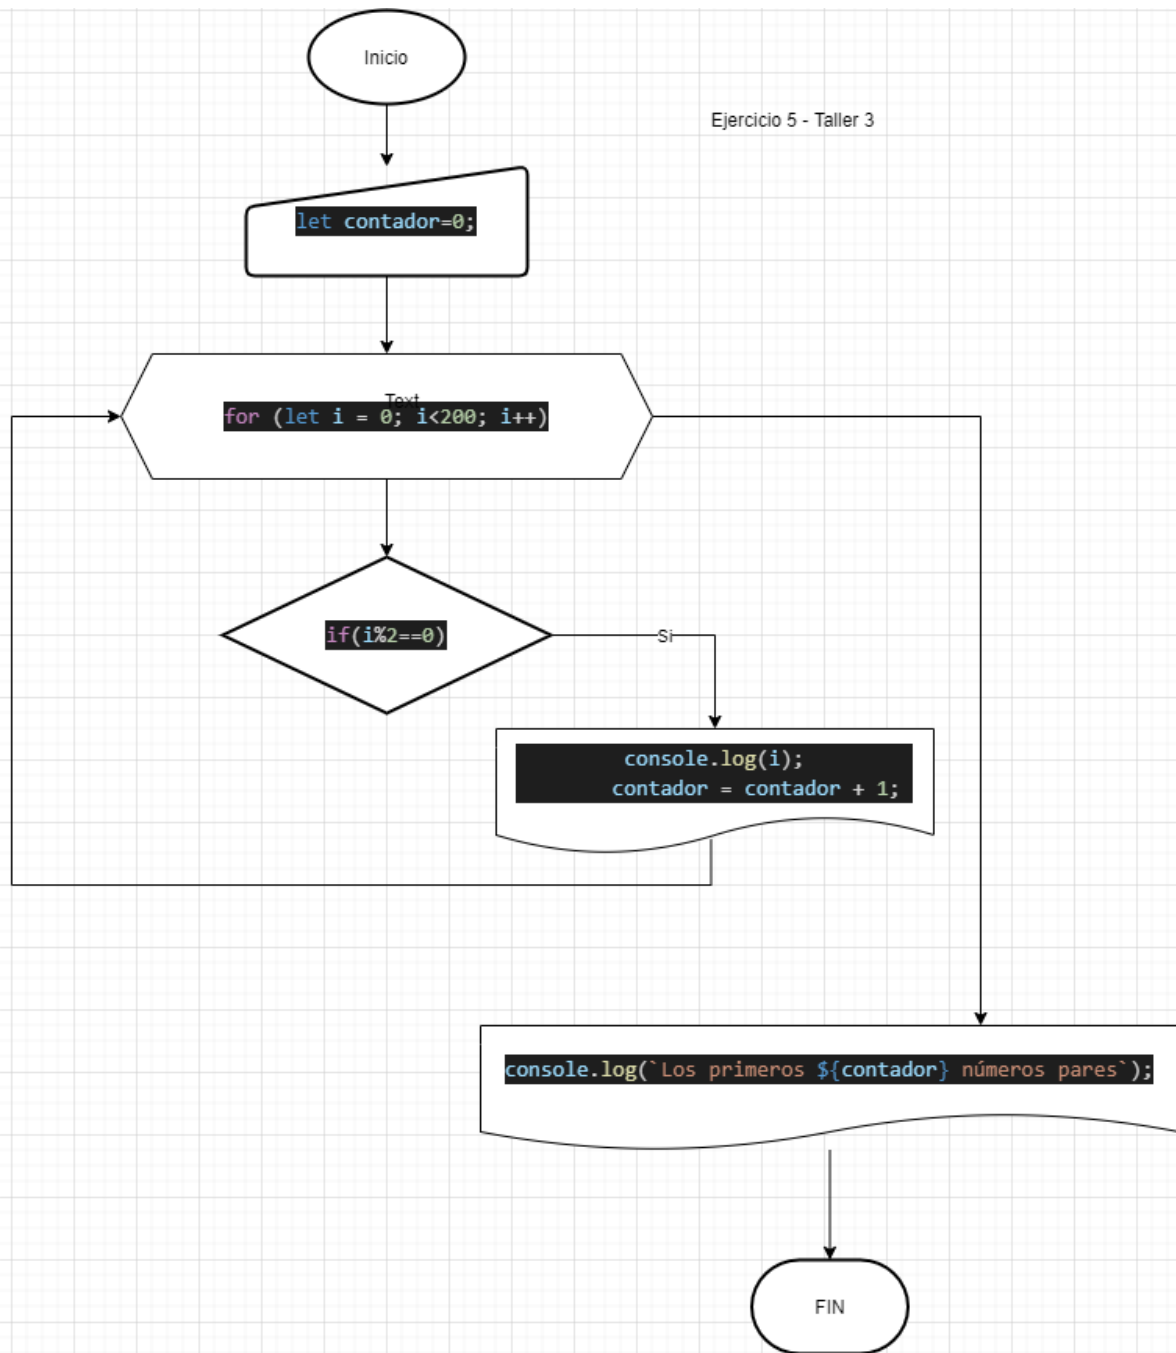 Inicio
Ejercicio 5 - Taller 3
let contador=0;
Text
for (let i = 0; i<200; i++)
if(i%2==0)
Si
console.log(i);
contador = contador + 1;
console.log(`Los primeros ${contador} números pares`);
FIN